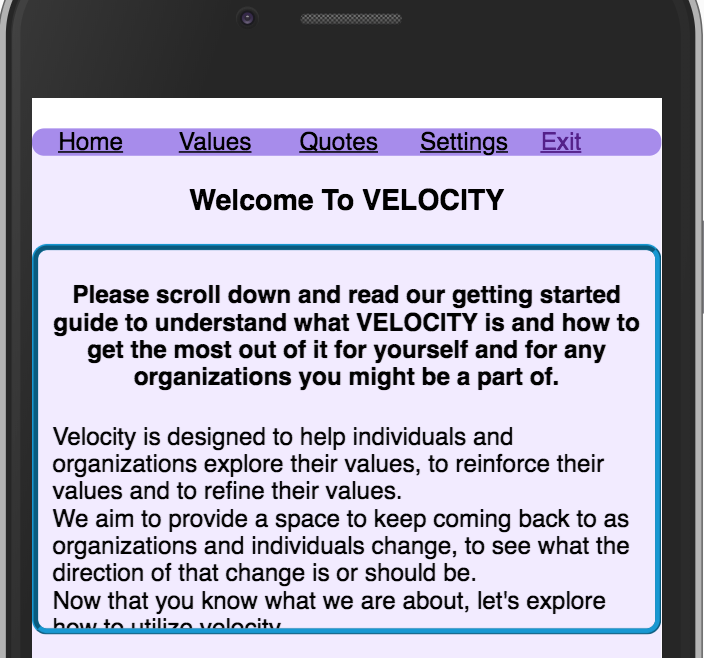 Home Values Quotes Settings Exit
Welcome To VELOCITY
Please scroll down and read our getting started
guide to understand what VELOCITY is and how to
get the most out of it for yourself and for any
organizations you might be a part of.
Velocity is designed to help individuals and
organizations explore their values, to reinforce their
values and to refine their values.
We aim to provide a space to keep coming back to as
organizations and individuals change, to see what the
direction of that change is or should be.
Now that you know what we are about, let's explore
how to utilize velocity